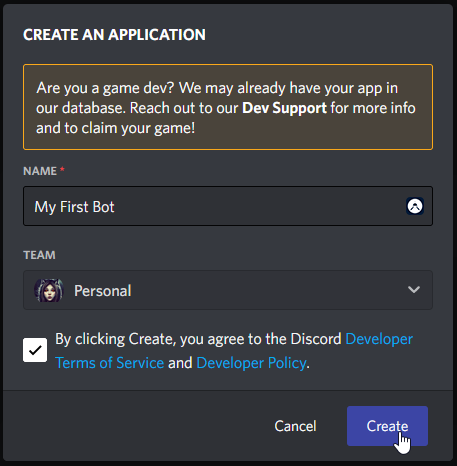 CREATE AN APPLICATION
Are you a game dev? We may already have your app in
our database. Reach out to our Dev Support for more info
and to claim your game!
NAME *
My First Bot
TEAM
Personal
By clicking Create, you agree to the Discord Developer
Terms of Service and Developer Policy.
Cancel
Create